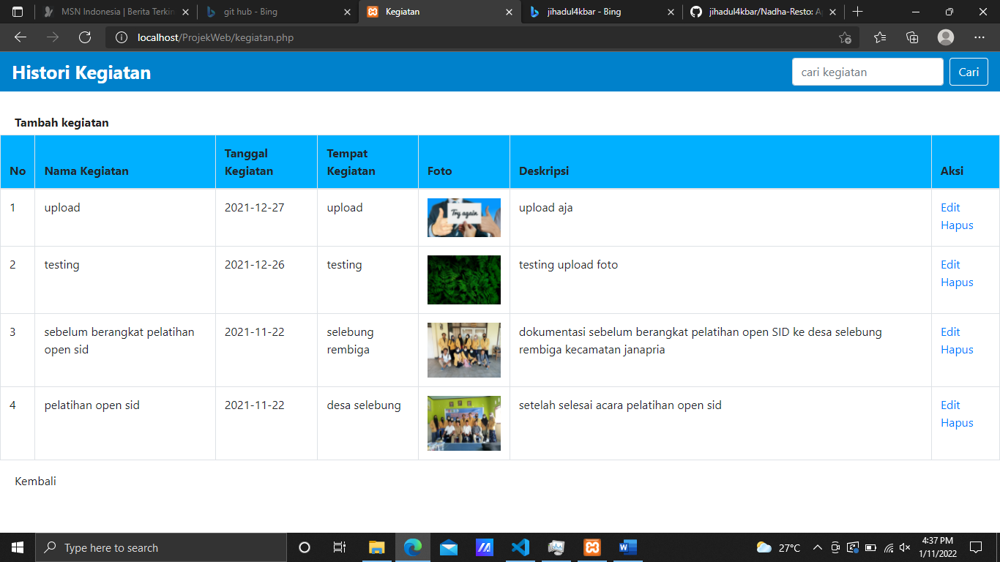 MSN Indonesia | Berita Terkin
git hub - Bing
Kegiatan
jihadul4kbar - Bing
jihadul4kbar/Nadha-Resto: A
localhost/ProjekWeb/kegiatan.php
Histori Kegiatan
cari kegiatan
Cari
Tambah kegiatan
No
Nama Kegiatan
Tanggal
Kegiatan
Tempat
Kegiatan
Foto
Deskripsi
Aksi
1
upload
2021-12-27
upload
Try again
upload aja
Edit
Hapus
2
testing
2021-12-26
testing
testing upload foto
Edit
Hapus
3
sebelum berangkat pelatihan
open sid
2021-11-22
selebung
rembiga
dokumentasi sebelum berangkat pelatihan open SID ke desa selebung
rembiga kecamatan janapria
Edit
Hapus
4
pelatihan open sid
2021-11-22
desa selebung
setelah selesai acara pelatihan open sid
Edit
Hapus
Kembali
Type here to search
27°C
4:37 PM
1/11/2022